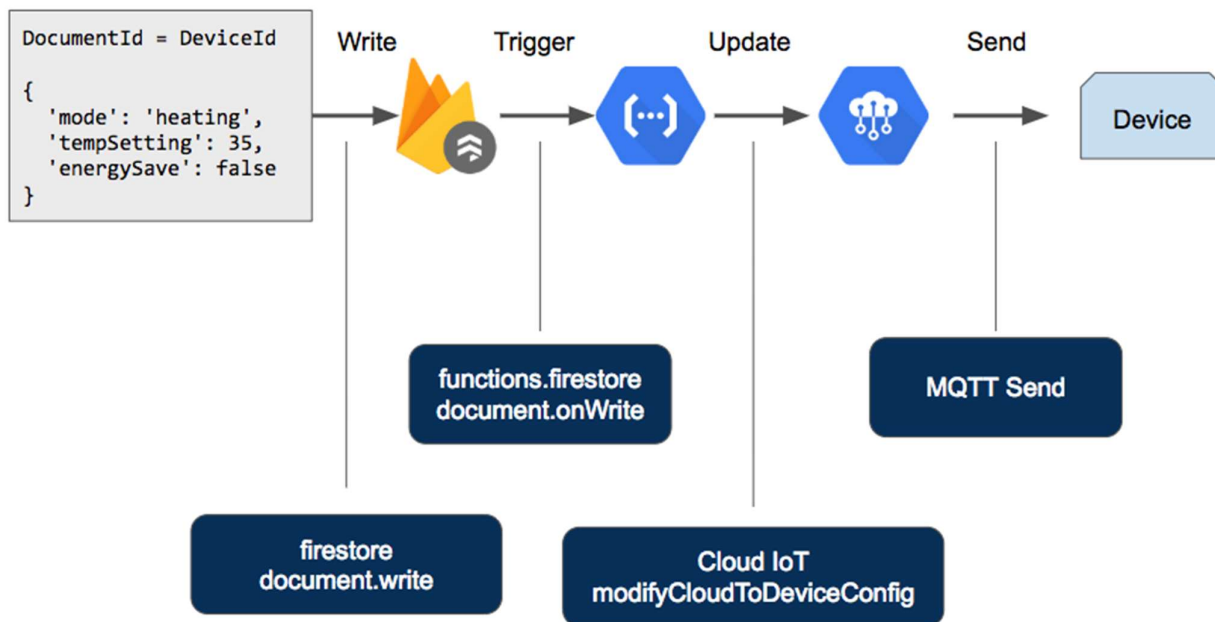 DocumentId = DeviceId
{
'mode': 'heating',
'tempSetting': 35,
'energySave': false
}
Write
Trigger
Update
Send
Device
functions.firestore
document.onWrite
MQTT Send
firestore
document.write
Cloud IoT
modifyCloudToDeviceConfig